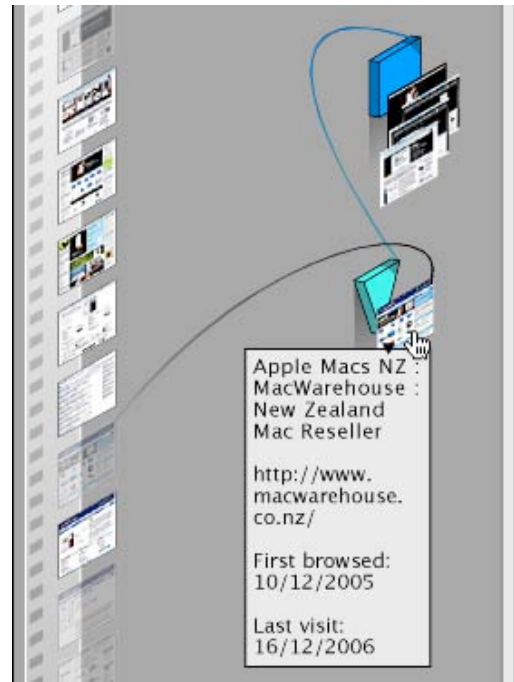 Apple Macs NZ :
MacWarehouse :
New Zealand
Mac Reseller
http://www.
macwarehouse.
co.nz/
First browsed:
10/12/2005
Last visit:
16/12/2006